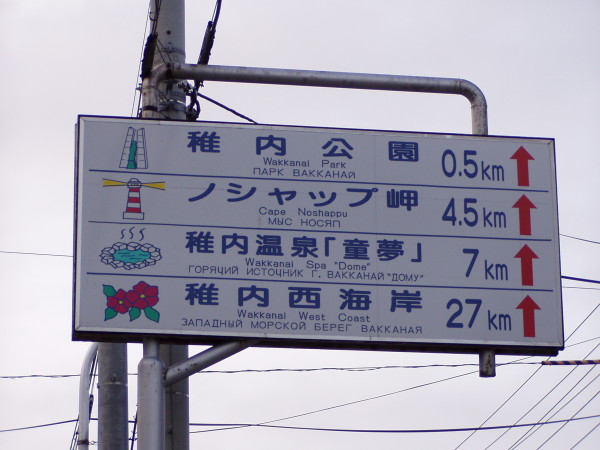 稚内公園 0.5km
Wakkanai Park
ПАРК ВАККАНАЙ
ノシャップ岬 4.5km
Cape Noshappu
МЫС НОСЯП
稚内温泉「童夢」 7km
Wakkanai Spa "Dome"
ГОРЯЧИЙ ИСТОЧНИК Г. ВАККАНАЙ "ДОМУ"
稚内西海岸 27km
Wakkanai West Coast
ЗАПАДНЫЙ МОРСКОЙ БЕРЕГ ВАККАНАЯ